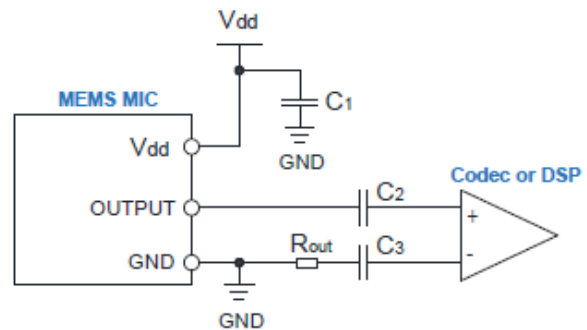 Vdd
MEMS MIC
C1
Vdd
GND
Codec or DSP
OUTPUT
C2
+
GND
Rout
C3
-
GND